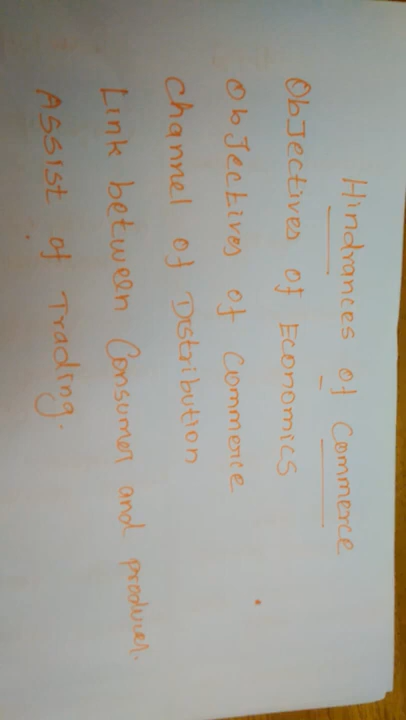 Hindrances of Commerce
Objectives of Economics
Objectives of Commerce
Channel of Distribution
Link between Consumer and producer.
Assist of Trading.